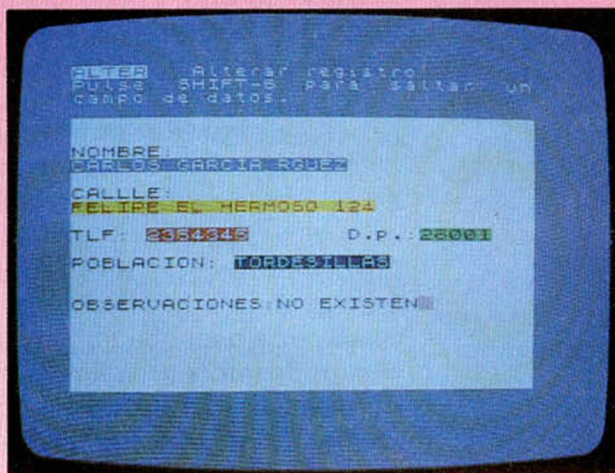 ALTER Alterar registro
Pulse SHIFT-6 para saltar un
campo de datos.
NOMBRE:
CARLOS GARCIA RGUEZ
CALLLE:
FELIPE EL HERMOSO 124
TLF: 2354345 D.p.: 28001
POBLACION: TORDESILLAS
OBSERVACIONES:NO EXISTEN